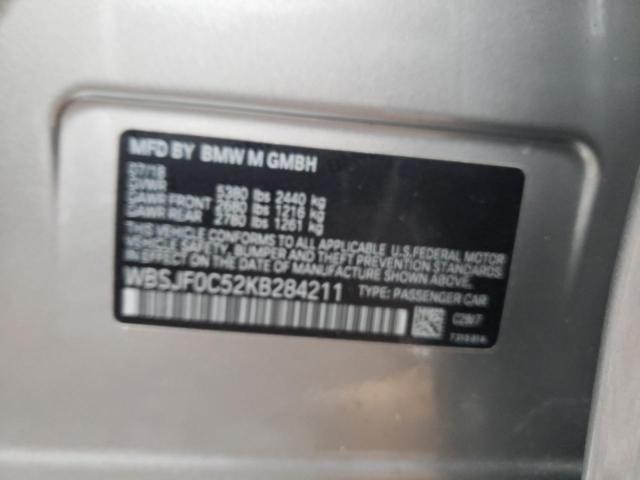 MFD BY BMW M GMBH
07/18
GVWR 5380 lbs 2440 kg
GAWR FRONT 2680 lbs 1216 kg
GAWR REAR 2780 lbs 1261 kg
THIS VEHICLE CONFORMS TO ALL APPLICABLE U.S.FEDERAL MOTOR
VEHICLE SAFETY, BUMPER, AND THEFT PREVENTION STANDARDS
IN EFFECT ON THE DATE OF MANUFACTURE SHOWN ABOVE.
WBSJF0C52KB284211 TYPE: PASSENGER CAR